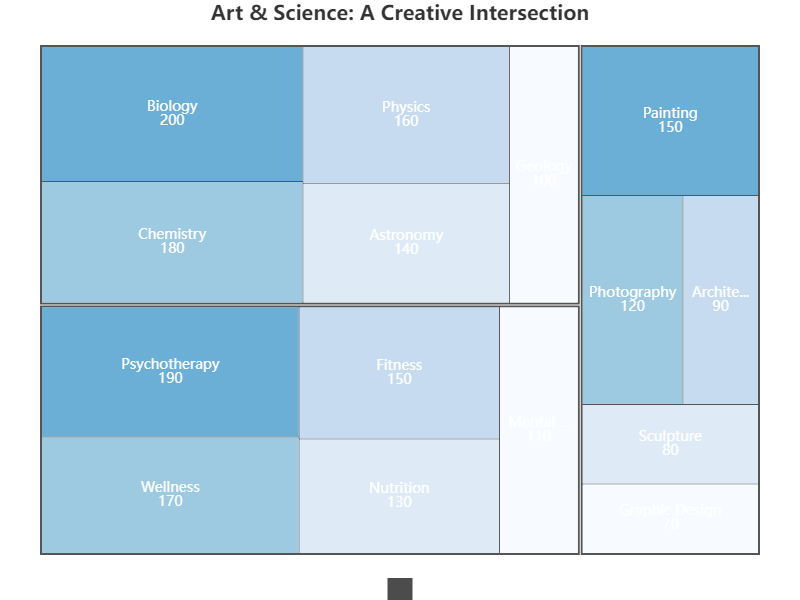 Art & Science: A Creative Intersection
Biology
200
Physics
160
Geology
100
Painting
150
Chemistry
180
Astronomy
140
Photography
120
Archite...
90
Psychotherapy
190
Fitness
150
Mental ...
110
Sculpture
80
Wellness
170
Nutrition
130
Graphic Design
70